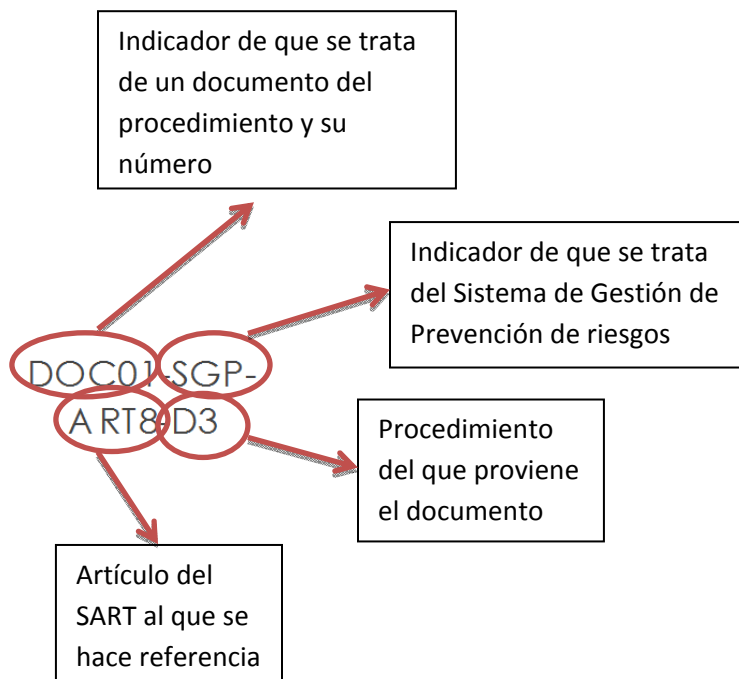 Indicador de que se trata
de un documento del
procedimiento y su
número
Indicador de que se trata
del Sistema de Gestión de
Prevención de riesgos
DOC01-SGP-
ART8-D3
Procedimiento
del que proviene
el documento
Artículo del
SART al que se
hace referencia